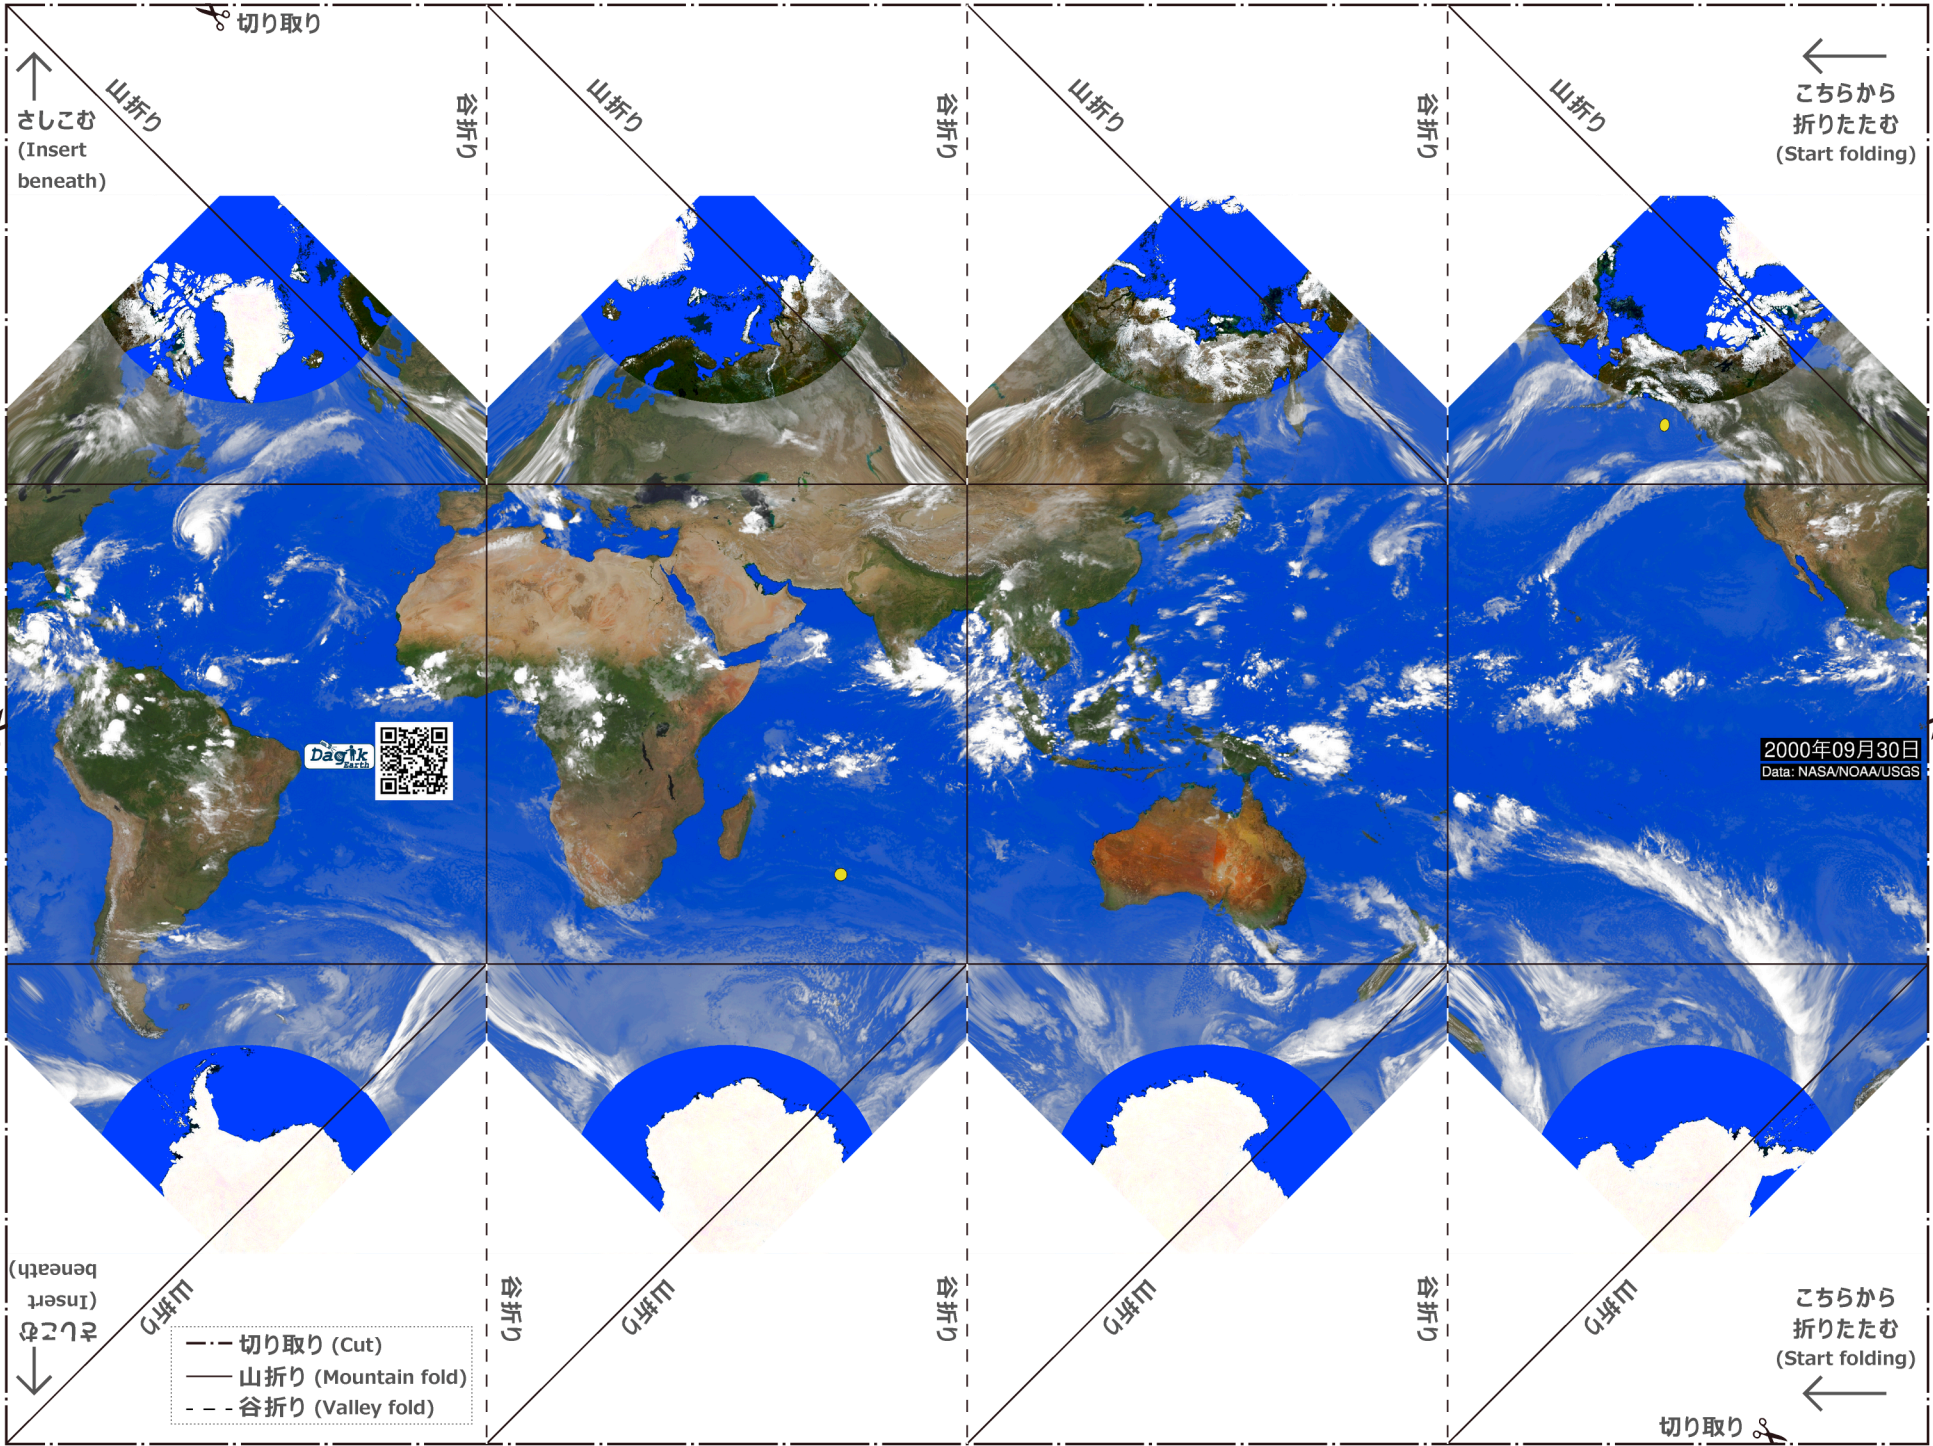 切り取り
山折り
谷折り
山折り
谷折り
山折り
谷折り
山折り
さしこむ
(Insert
beneath)
こちらから
折りたたむ
(Start folding)
Dagik
Earth
2000年09月30日
Data: NASA/NOAA/USGS
さしこむ
(Insert
beneath)
山折り
谷折り
山折り
谷折り
山折り
谷折り
山折り
こちらから
折りたたむ
(Start folding)
切り取り (Cut)
山折り (Mountain fold)
谷折り (Valley fold)
切り取り